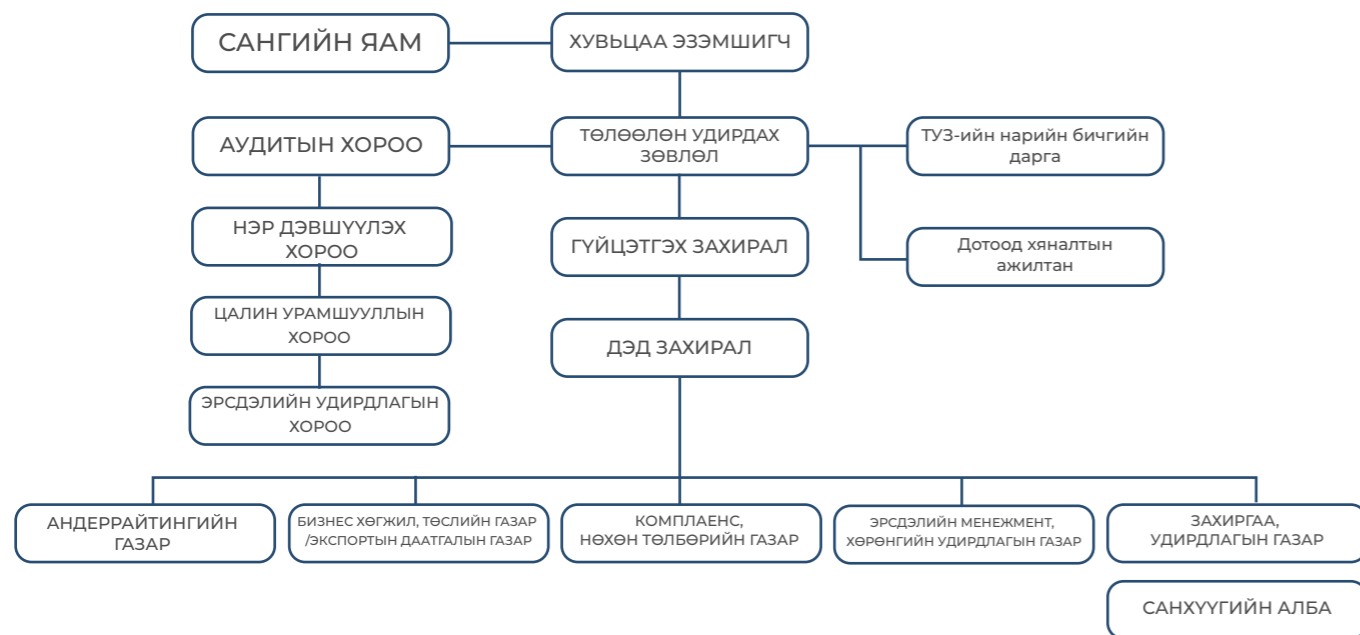 САНГИЙН ЯАМ
ХУВЬЦАА ЭЗЭМШИГЧ
АУДИТЫН ХОРОО
ТӨЛӨӨЛӨН УДИРДАХ
ЗӨВЛӨЛ
ТУЗ-ийн нарийн бичгийн
дарга
НЭР ДЭВШҮҮЛЭХ
ХОРОО
ГҮЙЦЭТГЭХ ЗАХИРАЛ
Дотоод хяналтын
ажилтан
ЦАЛИН УРАМШУУЛЛЫН
ХОРОО
ДЭД ЗАХИРАЛ
ЭРСДЭЛИЙН УДИРДЛАГЫН
ХОРОО
АНДЕРРАЙТИНГИЙН
ГАЗАР
БИЗНЕС ХӨГЖИЛ, ТӨСЛИЙН ГАЗАР
/ЭКСПОРТЫН ДААТГАЛЫН ГАЗАР
КОМПЛАЕНС,
НӨХӨН ТӨЛБӨРИЙН ГАЗАР
ЭРСДЭЛИЙН МЕНЕЖМЕНТ,
ХӨРӨНГИЙН УДИРДЛАГЫН ГАЗАР
ЗАХИРГАА,
УДИРДЛАГЫН ГАЗАР
САНХҮҮГИЙН АЛБА